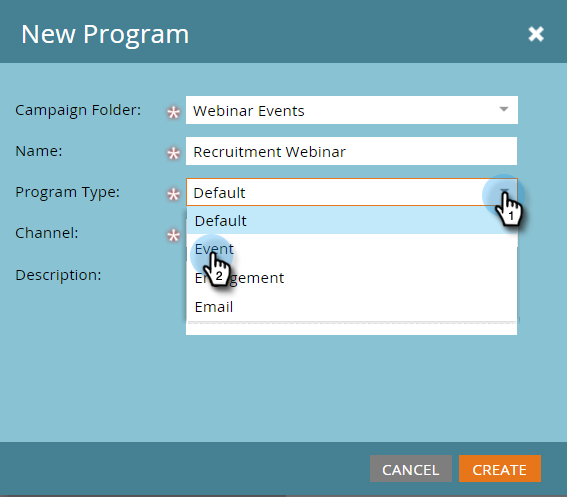 New Program
Campaign Folder: * Webinar Events
Name: * Recruitment Webinar
Program Type: * Default
1
Default
Channel: *
Event
2
Description:
Engagement
Email
CANCEL CREATE